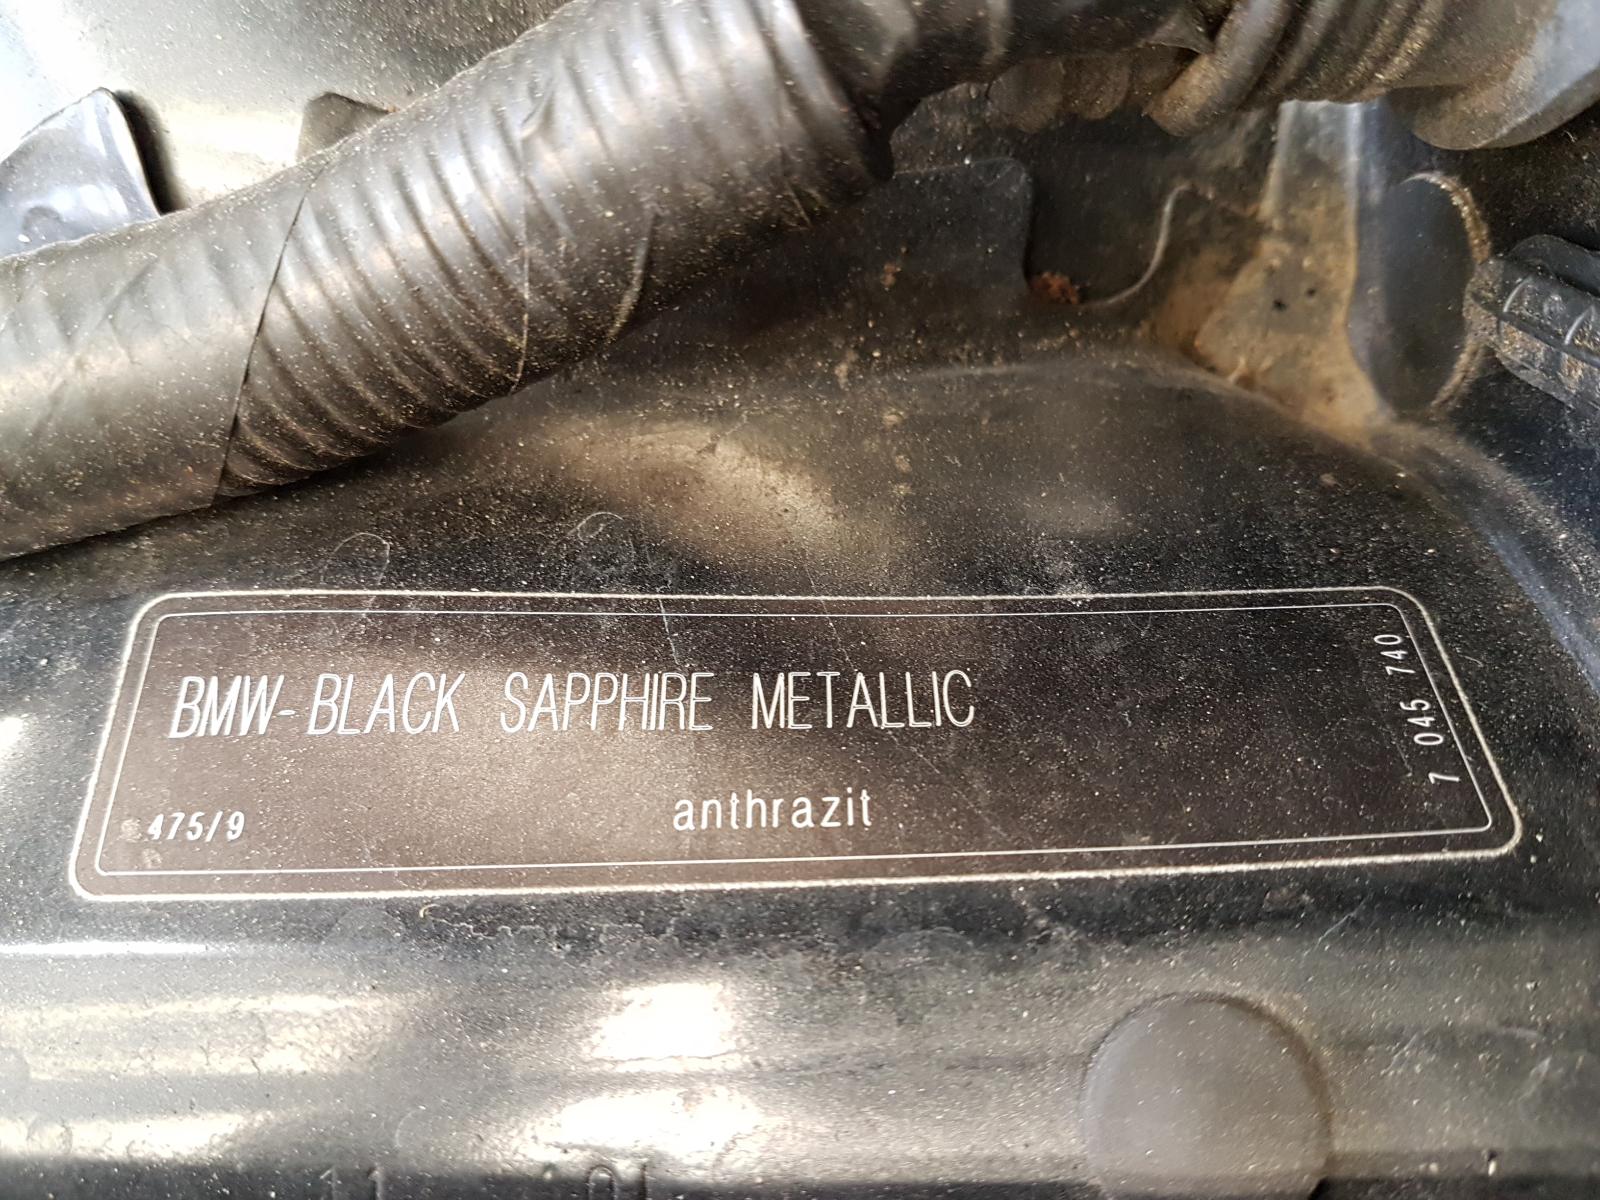 BMW-BLACK SAPPHIRE METALLIC
anthrazit
475/9
7 045 740